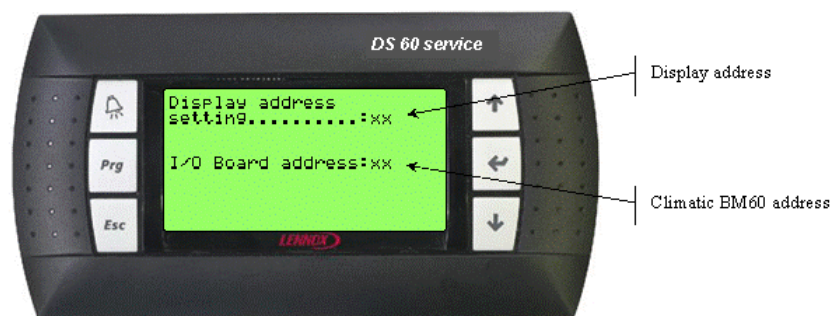 DS 60 service
Display address
Display address
setting..........:xx
Prg
I/O Board address:xx
Climatic BM60 address
Esc
LENNOX